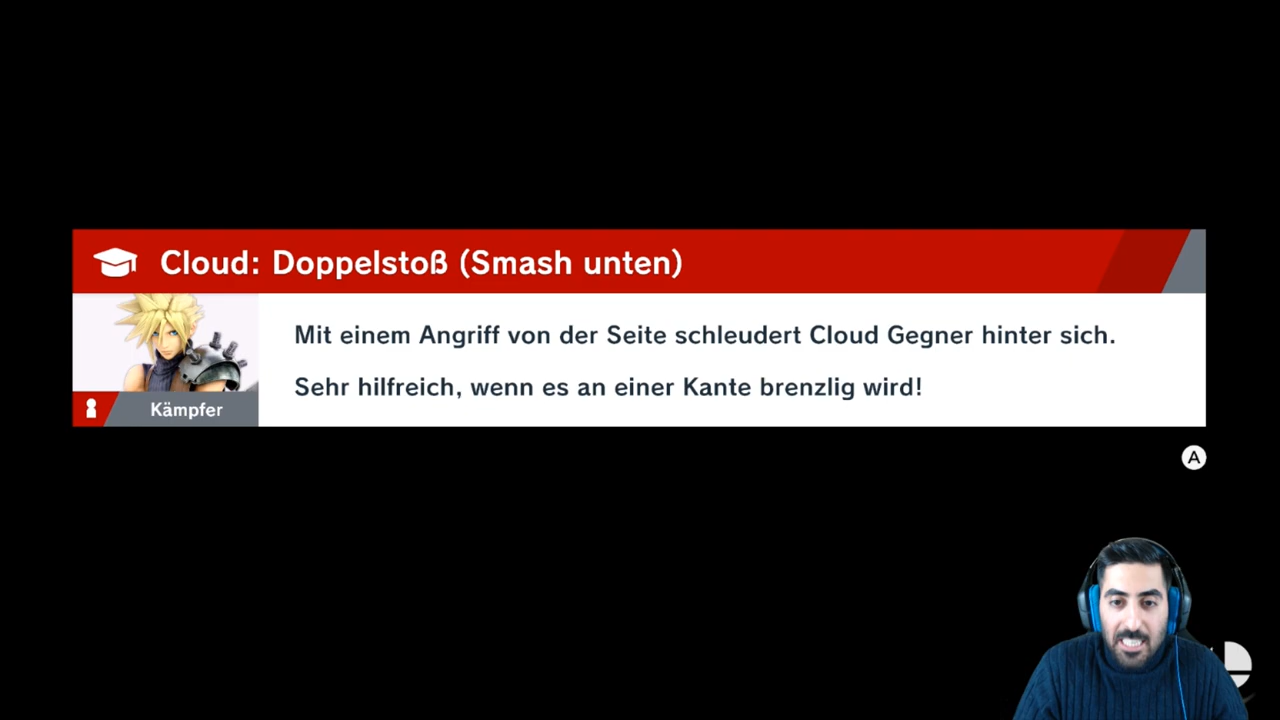 Cloud: Doppelstoß (Smash unten)
Mit einem Angriff von der Seite schleudert Cloud Gegner hinter sich.
Sehr hilfreich, wenn es an einer Kante brenzlig wird!
Kämpfer
A